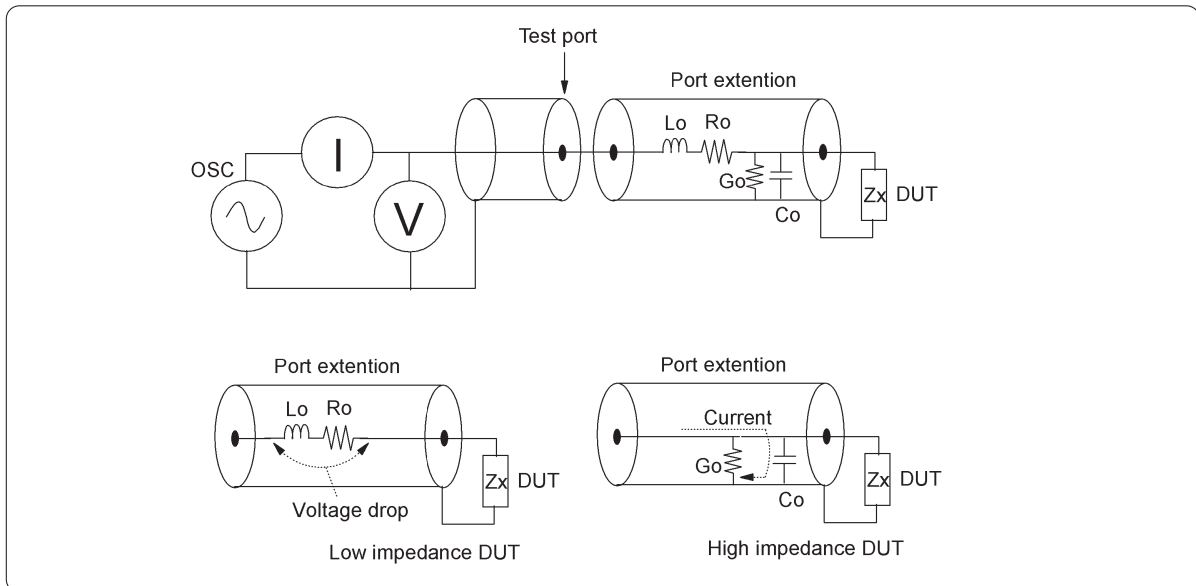 Test port
Port extention
Lo
Ro
I
OSC
Go
Zx
DUT
V
Co
Port extention
Port extention
Lo
Ro
Current
Go
Zx
DUT
Zx
DUT
Voltage drop
Co
Low impedance DUT
High impedance DUT